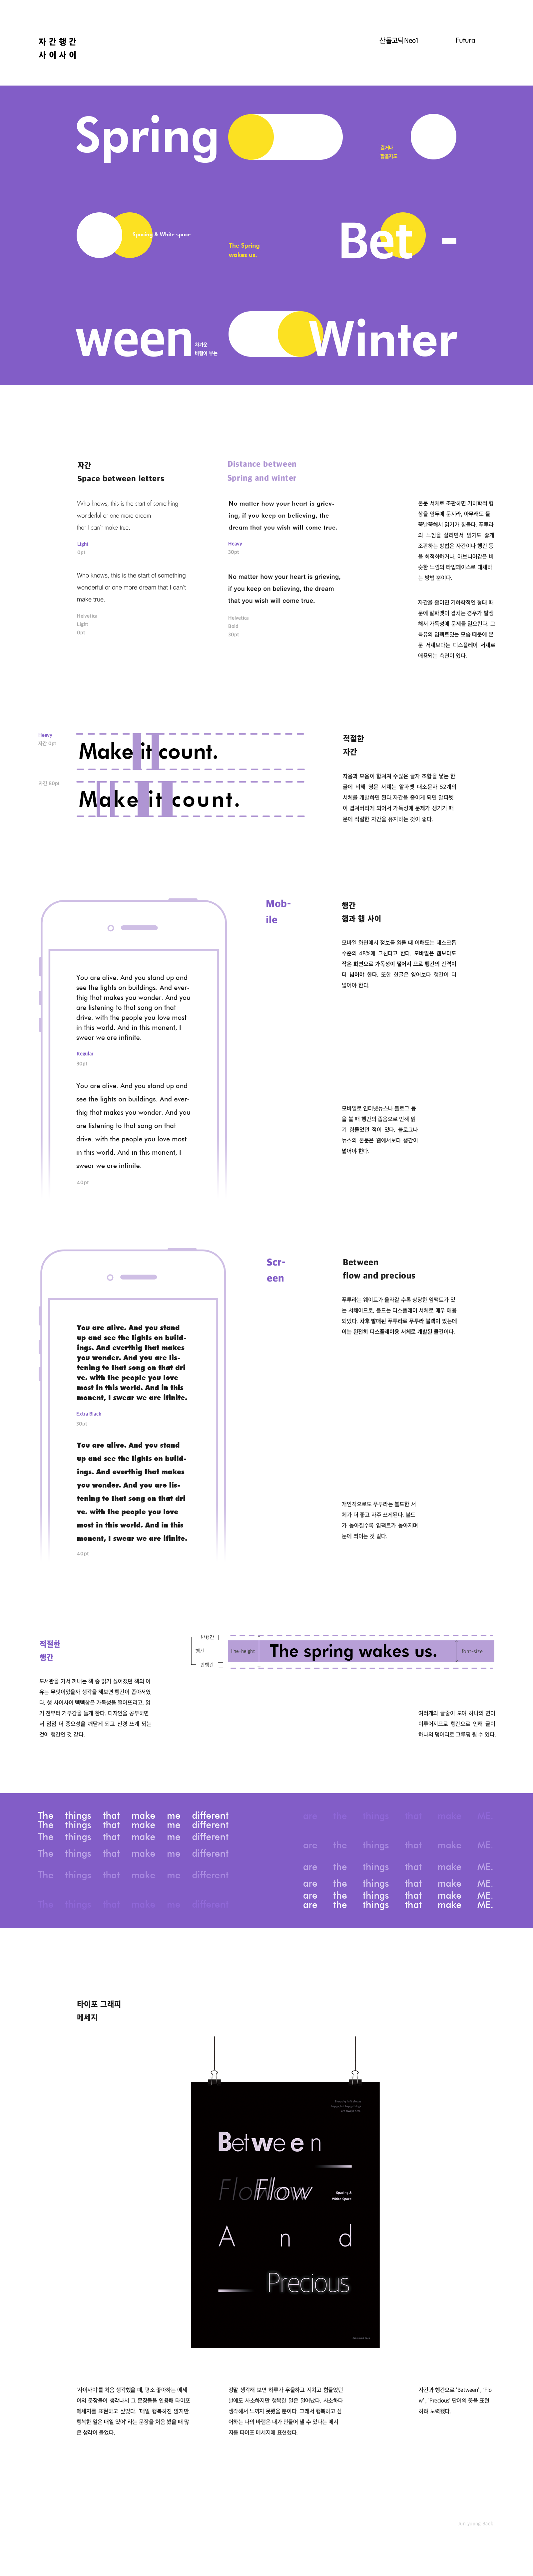 자간행간
사이사이
산돌고딕Neo1
Futura
Spring
길거나
짧을터도
Spacing & White space
The Spring
wakes us.
Bet -
ween
차가운
바람이 부는
Winter
자간
Space between letters
Distance between
Spring and winter
Who knows, this is the start of something
wonderful or one more dream
that I can't make true.
Light
0pt
Who knows, this is the start of something
wonderful or one more dream that I can't
make true.
Helvetica
Light
0pt
No matter how your heart is griev-
ing, if you keep on believing, the
dream that you wish will come true.
Heavy
30pt
No matter how your heart is grieving,
if you keep on believing, the dream
that you wish will come true.
Helvetica
Bold
30pt
본문 서체로 조판하면 기하학적 형
상을 염두에 둔지라, 아무래도 들
쭉날쭉해서 읽기가 힘들다. 푸투라
의 느낌을 살리면서 읽기도 좋게
조판하는 방법은 자간이나 행간 등
을 최적화하거나, 아브니어같은 비
슷한 느낌의 타입페이스로 대체하
는 방법 뿐이다.
자간을 줄이면 기하학적인 형태 때
문에 알파벳이 겹치는 경우가 발생
해서 가독성에 문제를 일으킨다. 그
특유의 임팩트있는 모습 때문에 본
문 서체보다는 디스플레이 서체로
애용되는 측면이 있다.
Heavy
자간 0pt
Make it count.
자간 80pt
Make it count.
적절한
자간
자음과 모음이 합쳐져 수많은 글자 조합을 낳는 한
글에 비해 영문 서체는 알파벳 대소문자 52개의
서체를 개발하면 된다.자간을 줄이게 되면 알파벳
이 겹쳐버리게 되어서 가독성에 문제가 생기기 때
문에 적절한 자간을 유지하는 것이 좋다.
Mob-
ile
행간
행과 행 사이
모바일 화면에서 정보를 읽을 때 이해도는 데스크톱
수준의 48%에 그친다고 한다. 모바일은 웹보다도
작은 화면으로 가독성이 떨어지 므로 행간의 간격이
더 넓어야 한다. 또한 한글은 영어보다 행간이 더
넓어야 한다.
You are alive. And you stand up and
see the lights on buildings. And ever-
thig that makes you wonder. And you
are listening to that song on that
drive. with the people you love most
in this world. And in this monent, I
swear we are infinite.
Regular
30pt
You are alive. And you stand up and
see the lights on buildings. And ever-
thig that makes you wonder. And you
are listening to that song on that
drive. with the people you love most
in this world. And in this monent, I
swear we are infinite.
40pt
모바일로 인터넷뉴스나 블로그 등
을 볼 때 행간의 좁음으로 인해 읽
기 힘들었던 적이 있다. 블로그나
뉴스의 본문은 웹에서보다 행간이
넓어야 한다.
Scr-
een
Between
flow and precious
푸투라는 웨이트가 올라갈 수록 상당한 임팩트가 있
는 서체이므로, 볼드는 디스플레이 서체로 매우 애용
되었다. 차후 발매된 푸투라로 푸투라 블랙이 있는데
이는 완전히 디스플레이용 서체로 개발된 물건이다.
You are alive. And you stand
up and see the lights on build-
ings. And everthig that makes
you wonder. And you are lis-
tening to that song on that dri
ve. with the people you love
most in this world. And in this
monent, I swear we are ifinite.
Extra Black
30pt
You are alive. And you stand
up and see the lights on build-
ings. And everthig that makes
you wonder. And you are lis-
tening to that song on that dri
ve. with the people you love
most in this world. And in this
monent, I swear we are ifinite.
40pt
개인적으로도 푸투라는 볼드한 서
체가 더 좋고 자주 쓰게된다. 볼드
가 높아질수록 임팩트가 높아지며
눈에 띄이는 것 같다.
적절한
행간
반행간
행간
반행간
line-height
The spring wakes us.
font-size
도서관을 가서 꺼내는 책 중 읽기 싫어졌던 책의 이
유는 무엇이었을까 생각을 해보면 행간이 좁아서였
다. 행 사이사이 빽빽함은 가독성을 떨어뜨리고, 읽
기 전부터 거부감을 들게 한다. 디자인을 공부하면
서 점점 더 중요성을 깨닫게 되고 신경 쓰게 되는
것이 행간인 것 같다.
여러개의 글줄이 모여 하나의 면이
이루어지므로 행간으로 인해 글이
하나의 덩어리로 그루핑 될 수 있다.
The things that make me different
The things that make me different
The things that make me different
The things that make me different
The things that make me different
The things that make me different
are the things that make ME.
are the things that make ME.
are the things that make ME.
are the things that make ME.
are the things that make ME.
are the things that make ME.
타이포 그래피
메세지
Between
Flow Flow
Spacing &
White Space
A n d
Precious
'사이사이'를 처음 생각했을 때, 평소 좋아하는 에세
이의 문장들이 생각나서 그 문장들을 인용해 타이포
메세지를 표현하고 싶었다. '매일 행복하진 않지만,
행복한 일은 매일 있어' 라는 문장을 처음 봤을 때 많
은 생각이 들었다.
정말 생각해 보면 하루가 우울하고 지치고 힘들었던
날에도 사소하지만 행복한 일은 일어났다. 사소하다
생각해서 느끼지 못했을 뿐이다. 그래서 행복하고 싶
어하는 나의 바램은 내가 만들어 낼 수 있다는 메시
지를 타이포 메세지에 표현했다.
자간과 행간으로 'Between' , 'Flo
w' , 'Precious' 단어의 뜻을 표현
하려 노력했다.